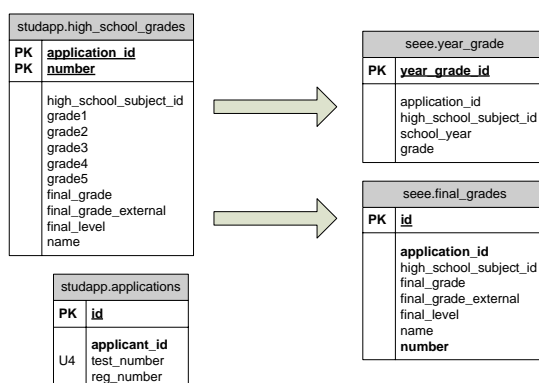 studapp.high_school_grades
PK application_id
PK number
high_school_subject_id
grade1
grade2
grade3
grade4
grade5
final_grade
final_grade_external
final_level
name
seee.year_grade
PK year_grade_id
application_id
high_school_subject_id
school_year
grade
seee.final_grades
PK id
application_id
high_school_subject_id
final_grade
final_grade_external
final_level
name
number
studapp.applications
PK id
applicant_id
U4 test_number
reg_number